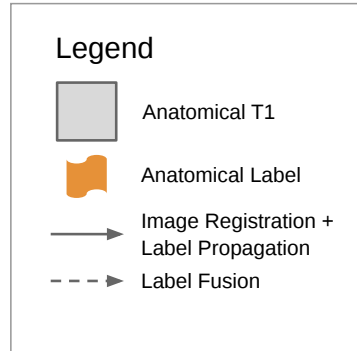 Legend
Anatomical T1
Anatomical Label
Image Registration +
Label Propagation
Label Fusion